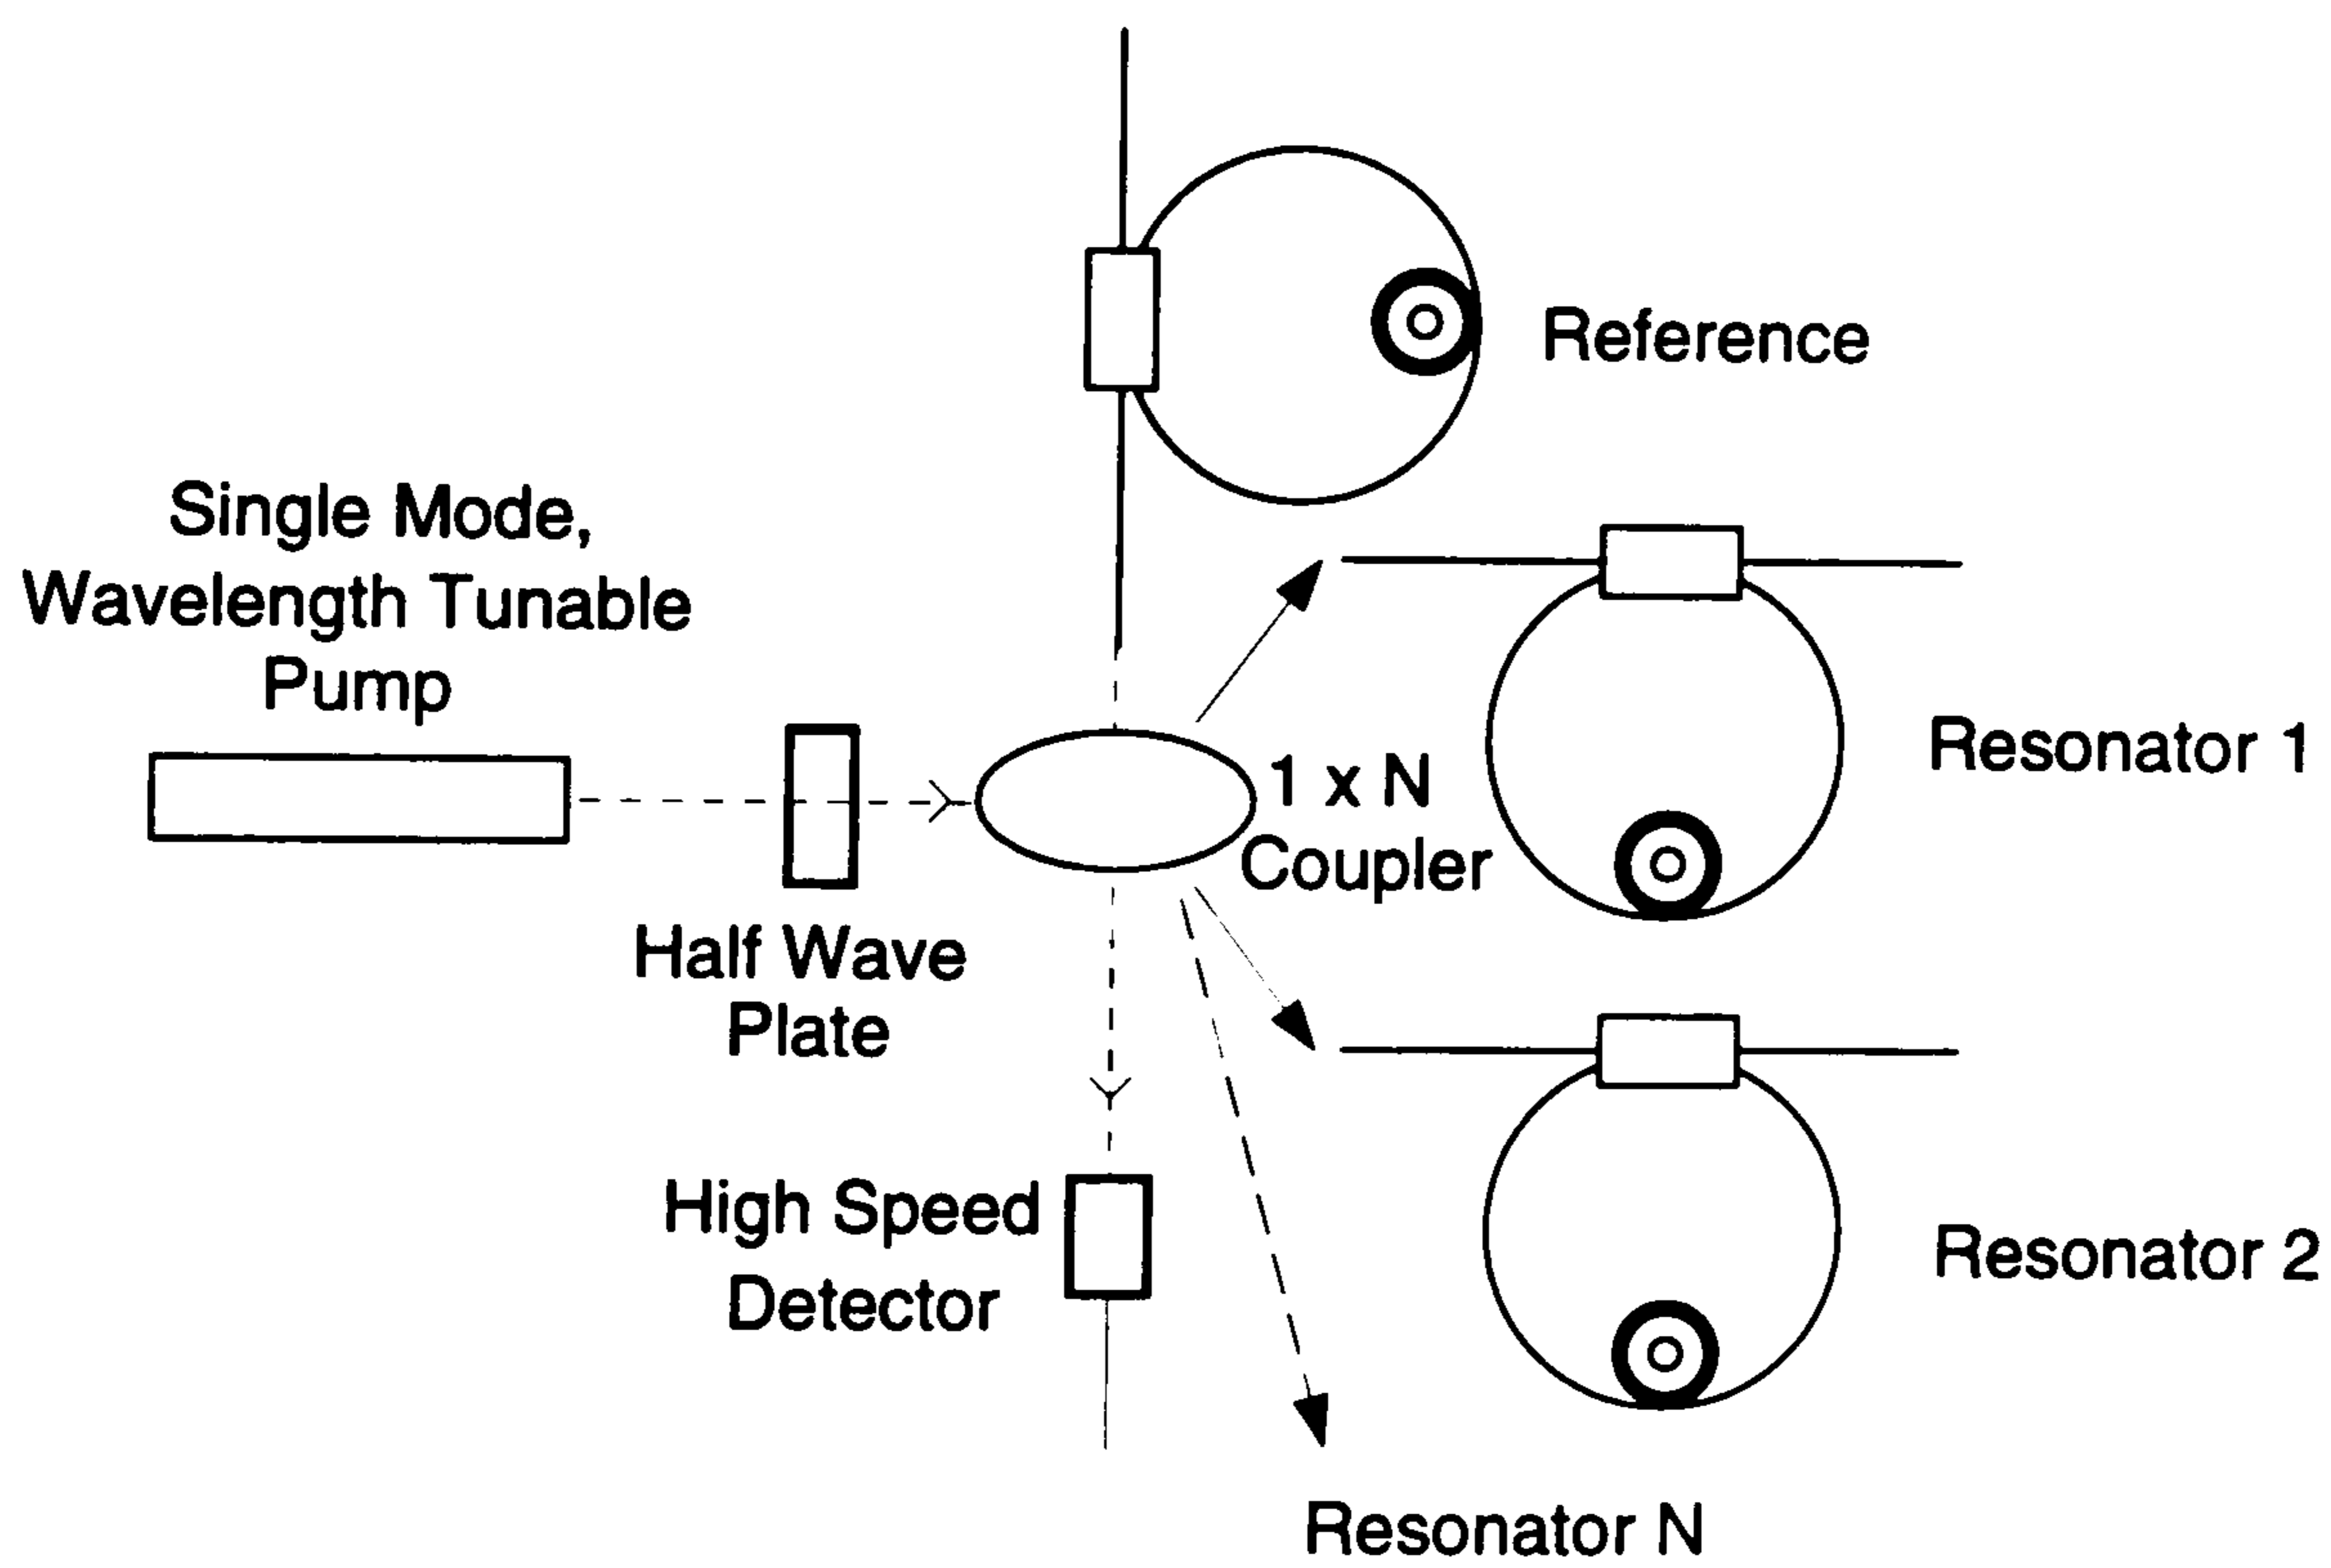 Reference
Single Mode,
Wavelength Tunable
Pump
Resonator 1
1 x N
Coupler
Half Wave
Plate
High Speed
Detector
Resonator 2
Resonator N